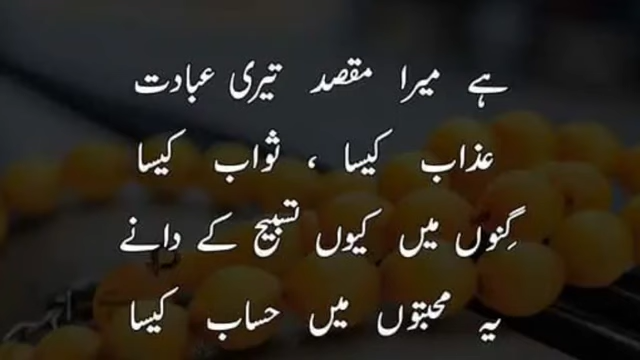 ہے میرا مقصد تیری عبادت
عذاب کیسا ، ثواب کیسا
گِنوں میں کیوں تسبیح کے دانے
یہ محبتوں میں حساب کیسا